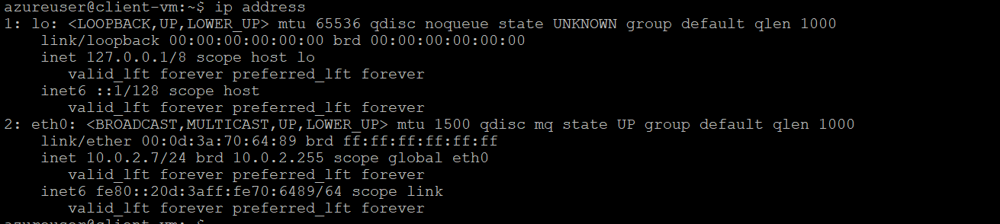 azureuser@client-vm:~$ ip address
1: lo: <LOOPBACK,UP,LOWER_UP> mtu 65536 qdisc noqueue state UNKNOWN group default qlen 1000
    link/loopback 00:00:00:00:00:00 brd 00:00:00:00:00:00
    inet 127.0.0.1/8 scope host lo
       valid_lft forever preferred_lft forever
    inet6 ::1/128 scope host
       valid_lft forever preferred_lft forever
2: eth0: <BROADCAST,MULTICAST,UP,LOWER_UP> mtu 1500 qdisc mq state UP group default qlen 1000
    link/ether 00:0d:3a:70:64:89 brd ff:ff:ff:ff:ff:ff
    inet 10.0.2.7/24 brd 10.0.2.255 scope global eth0
       valid_lft forever preferred_lft forever
    inet6 fe80::20d:3aff:fe70:6489/64 scope link
       valid_lft forever preferred_lft forever
azureuser@client-vm:~$